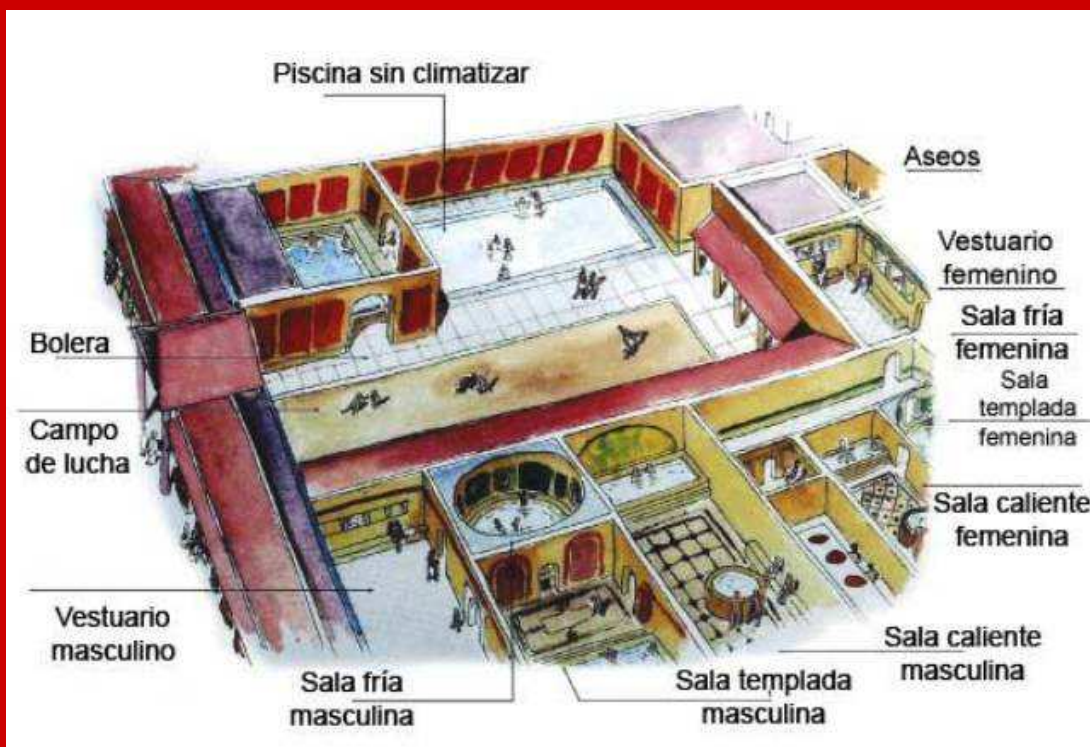 Piscina sin climatizar
Aseos
Vestuario
femenino
Sala fría
femenina
Sala
templada
femenina
Sala caliente
femenina
Bolera
Campo
de lucha
Vestuario
masculino
Sala fría
masculina
Sala templada
masculina
Sala caliente
masculina